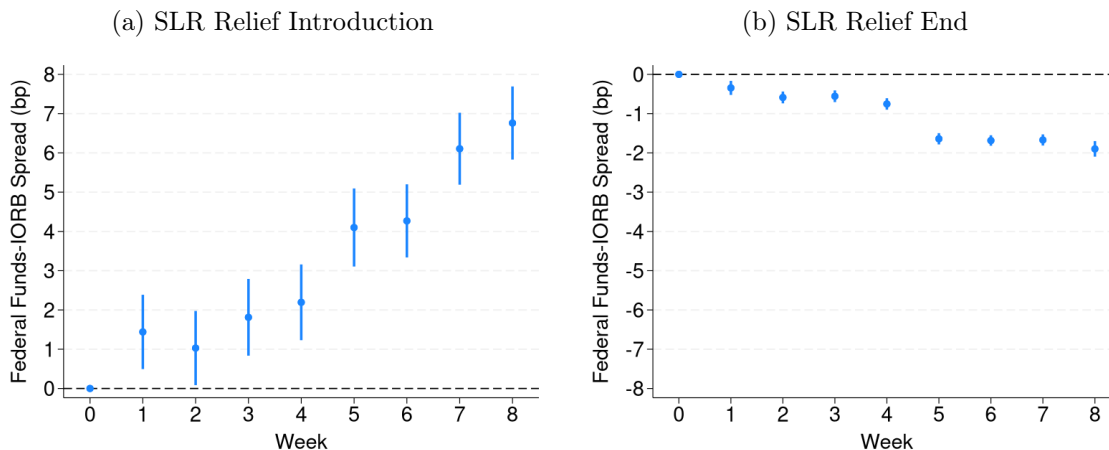 (a) SLR Relief Introduction
Federal Funds-IORB Spread (bp)
8
7
6
5
4
3
2
1
0
0 1 2 3 4 5 6 7 8
Week
(b) SLR Relief End
Federal Funds-IORB Spread (bp)
0
-1
-2
-3
-4
-5
-6
-7
-8
0 1 2 3 4 5 6 7 8
Week